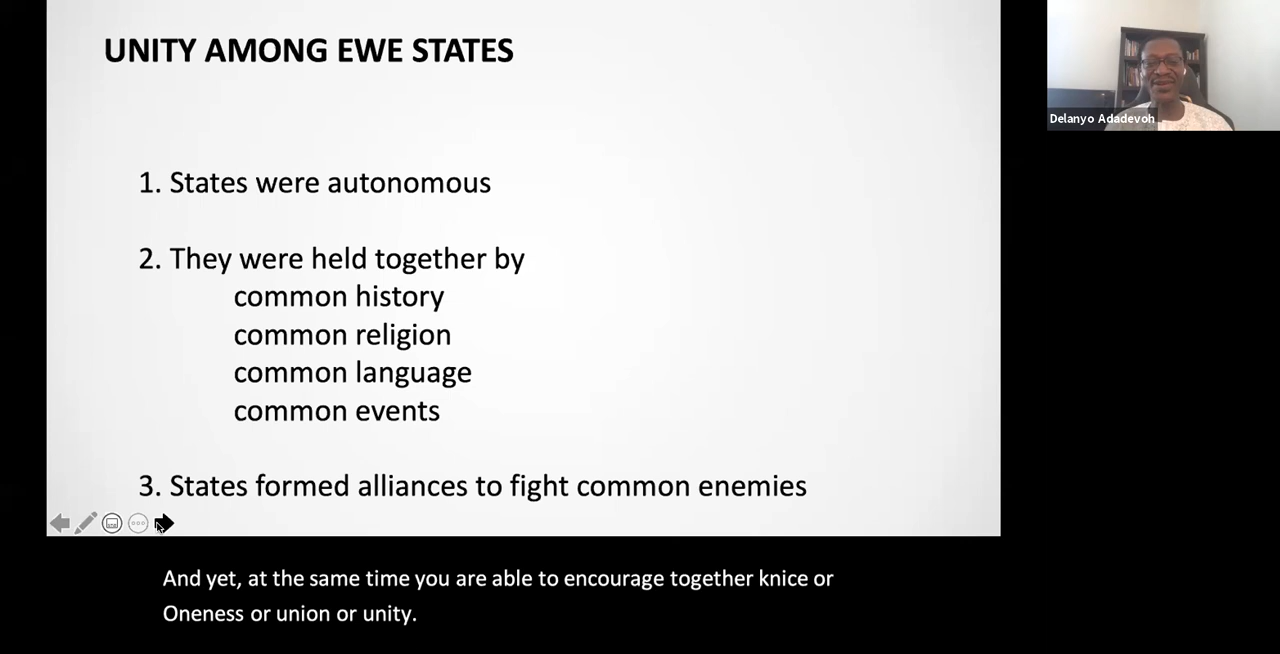 UNITY AMONG EWE STATES
Delanyo Adadevoh
1. States were autonomous
2. They were held together by
common history
common religion
common language
common events
3. States formed alliances to fight common enemies
And yet, at the same time you are able to encourage together knice or
Oneness or union or unity.